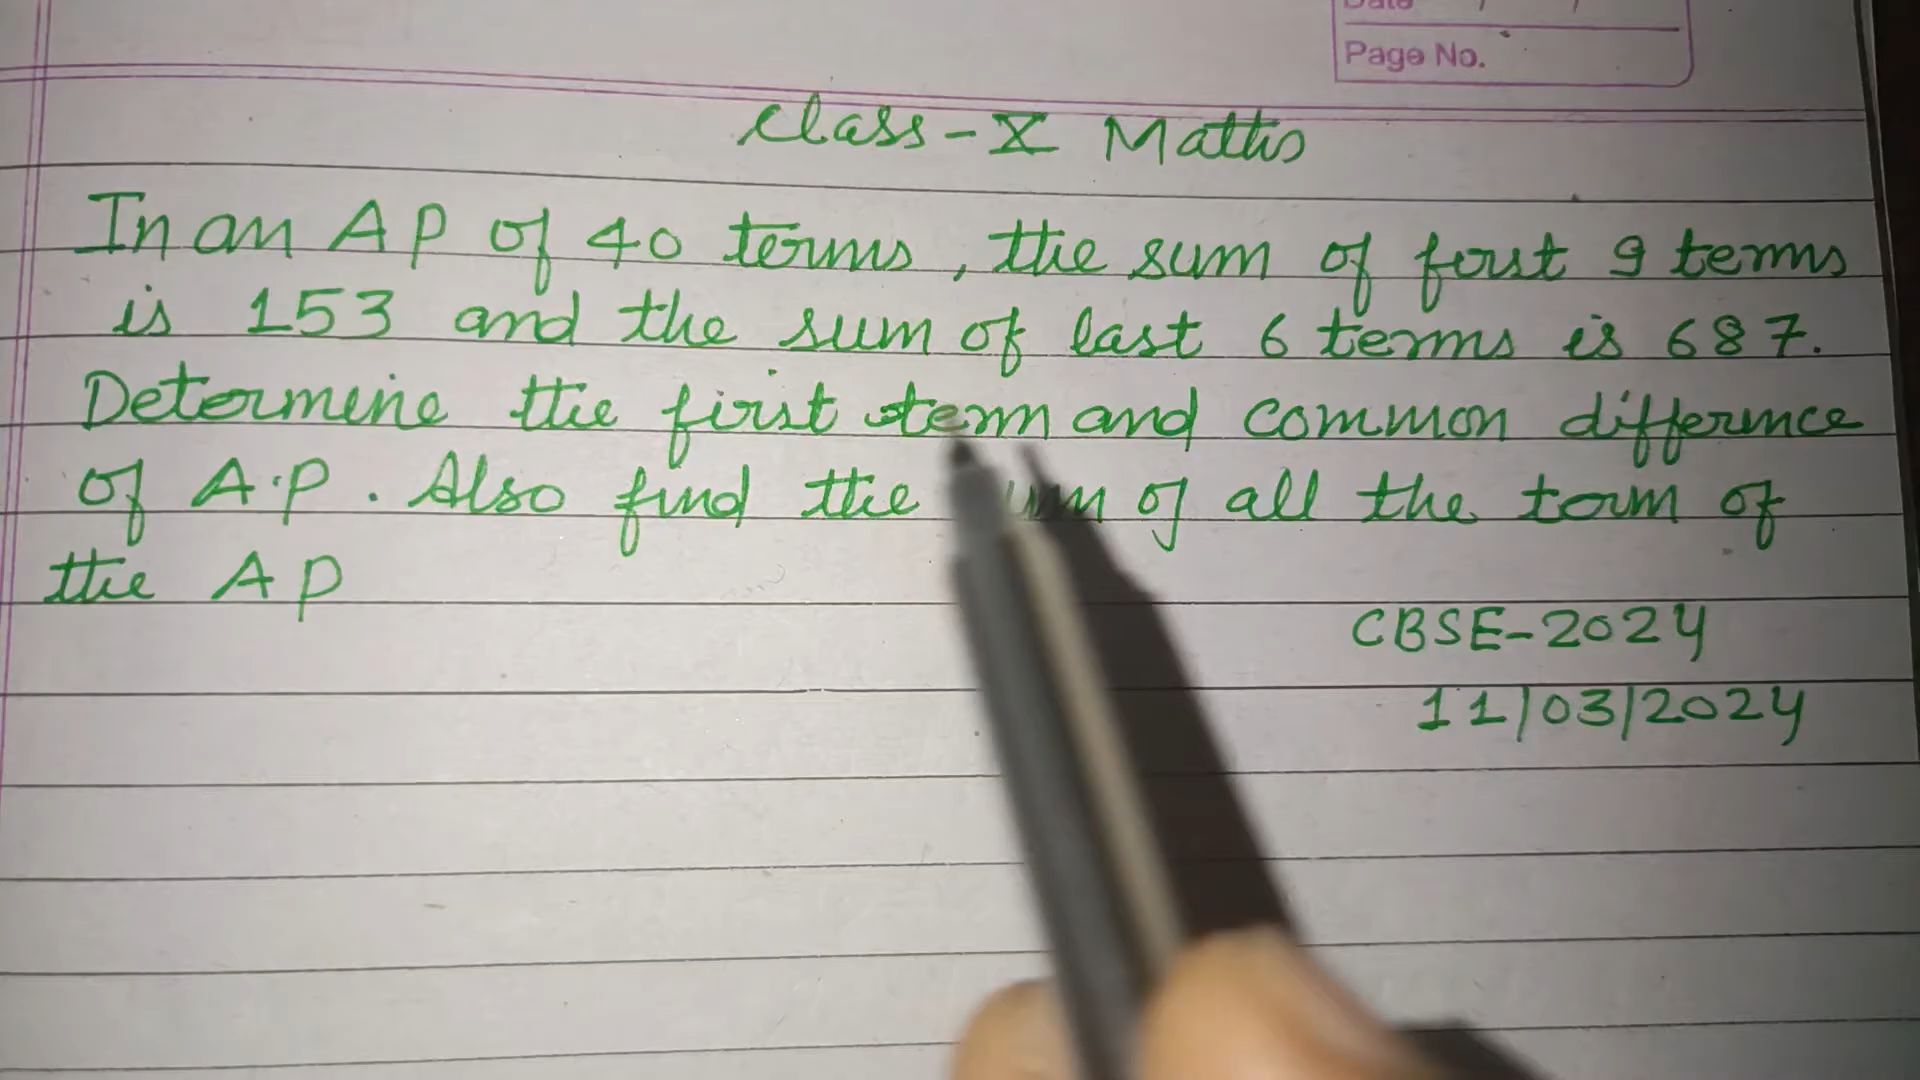 Date / /
Page No.
Class-X Maths
In an AP of 40 terms, the sum of first 9 terms
is 153 and the sum of last 6 terms is 687.
Determine the first term and common difference
of A.P. Also find the of all the term of
the AP
CBSE-2024
11/03/2024